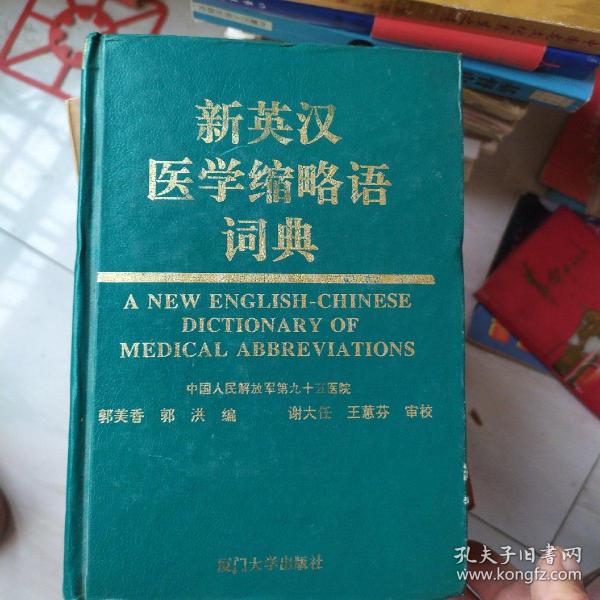 新英汉
医学缩略语
词典
A NEW ENGLISH-CHINESE
DICTIONARY OF
MEDICAL ABBREVIATIONS
中国人民解放军第九十五医院
郭美香 郭 洪 编 谢大任 王蕙芬 审校
厦门大学出版社
孔夫子旧书网
www.kongfz.com